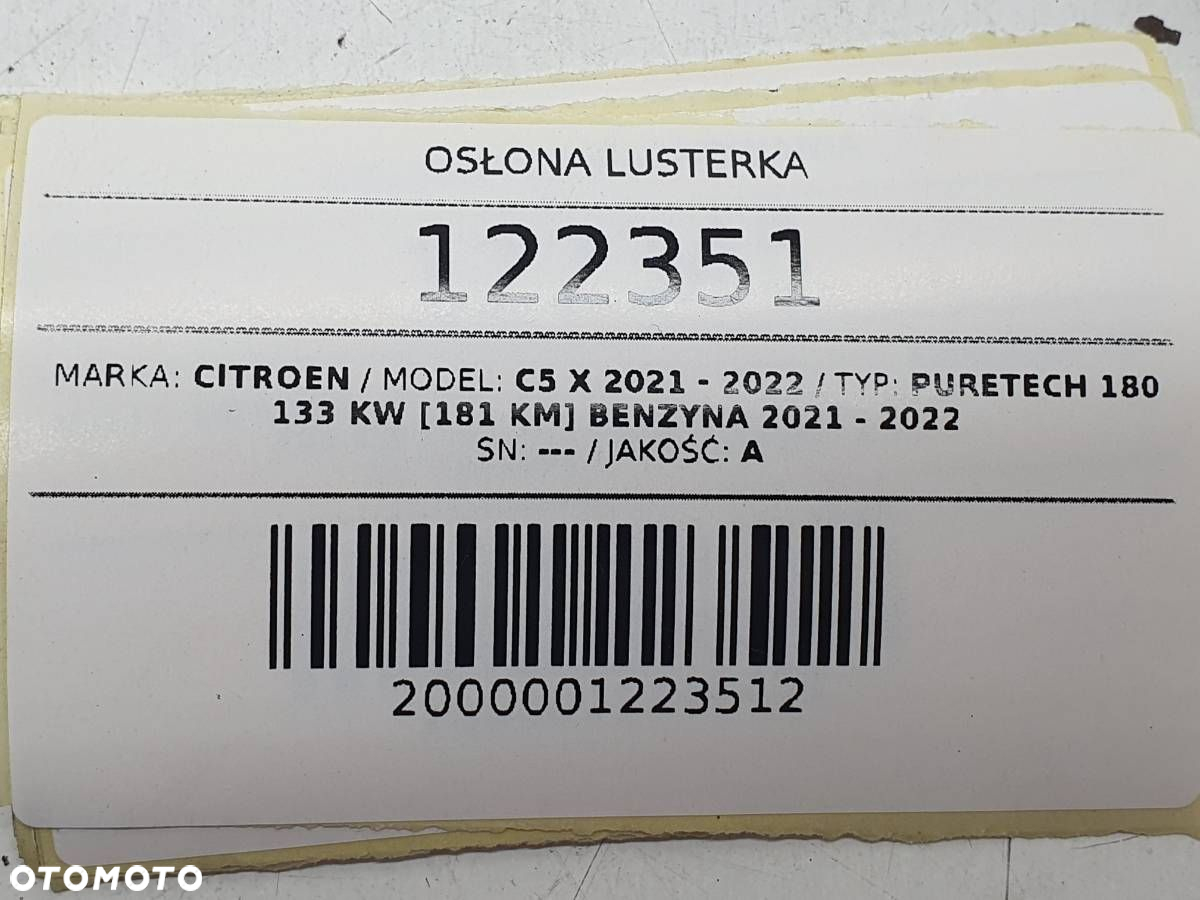 OSŁONA LUSTERKA
122351
MARKA: CITROEN / MODEL: C5 X 2021 - 2022 / TYP: PURETECH 180
133 KW [181 KM] BENZYNA 2021 - 2022
SN: --- / JAKOŚĆ: A
2000001223512
OTOMOTO